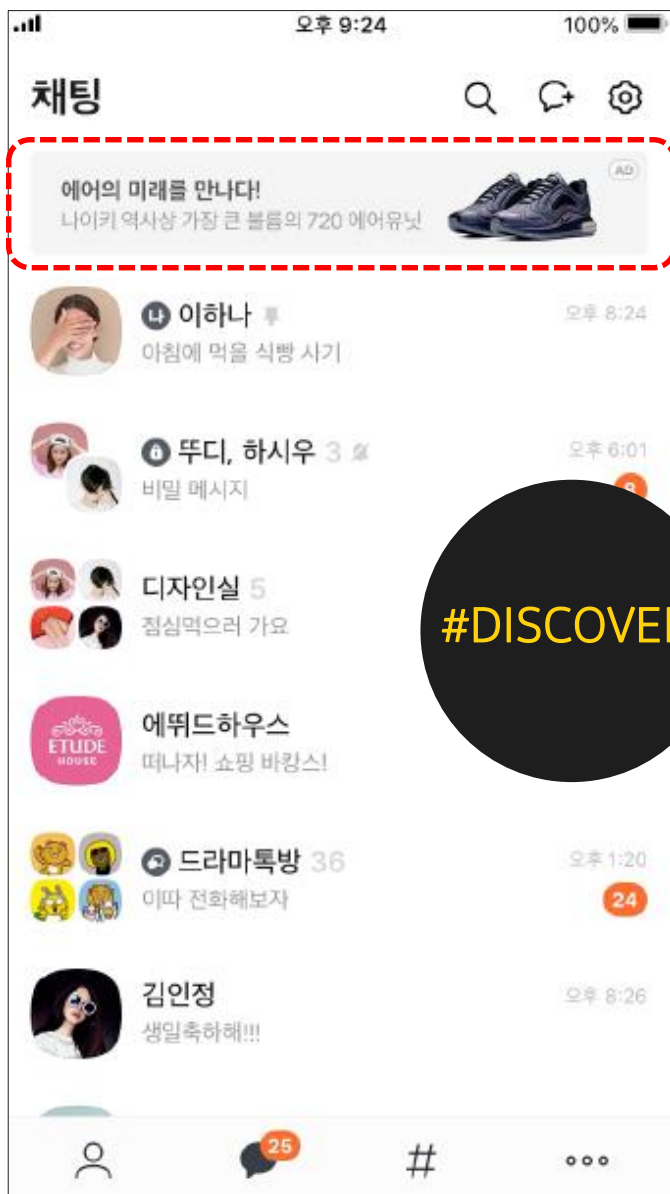 오후 9:24
100%
채팅
에어의 미래를 만나다!
AD
나이키 역사상 가장 큰 볼륨의 720 에어유닛
나 이하나
오후 8:24
아침에 먹을 식빵 사기
뚜디, 하시우 3
오후 6:01
비밀 메시지
디자인실 5
점심먹으러 가요
#DISCOVE
에뛰드하우스
ETUDE
HOUSE
떠나자! 쇼핑 바캉스!
드라마톡방 36
오후 1:20
이따 전화해보자
24
김인정
오후 8:26
생일축하해!!!
25